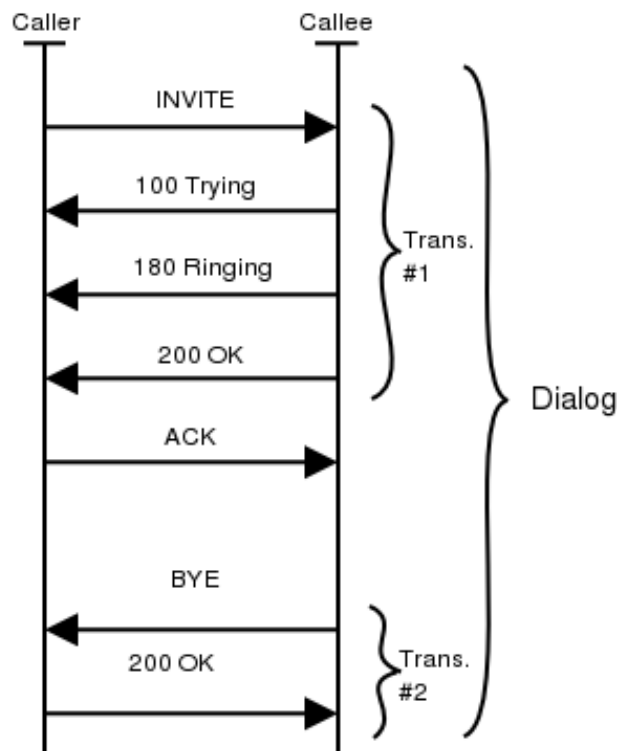 Caller
Callee
INVITE
100 Trying
180 Ringing
Trans.
#1
200 OK
Dialog
ACK
BYE
200 OK
Trans.
#2